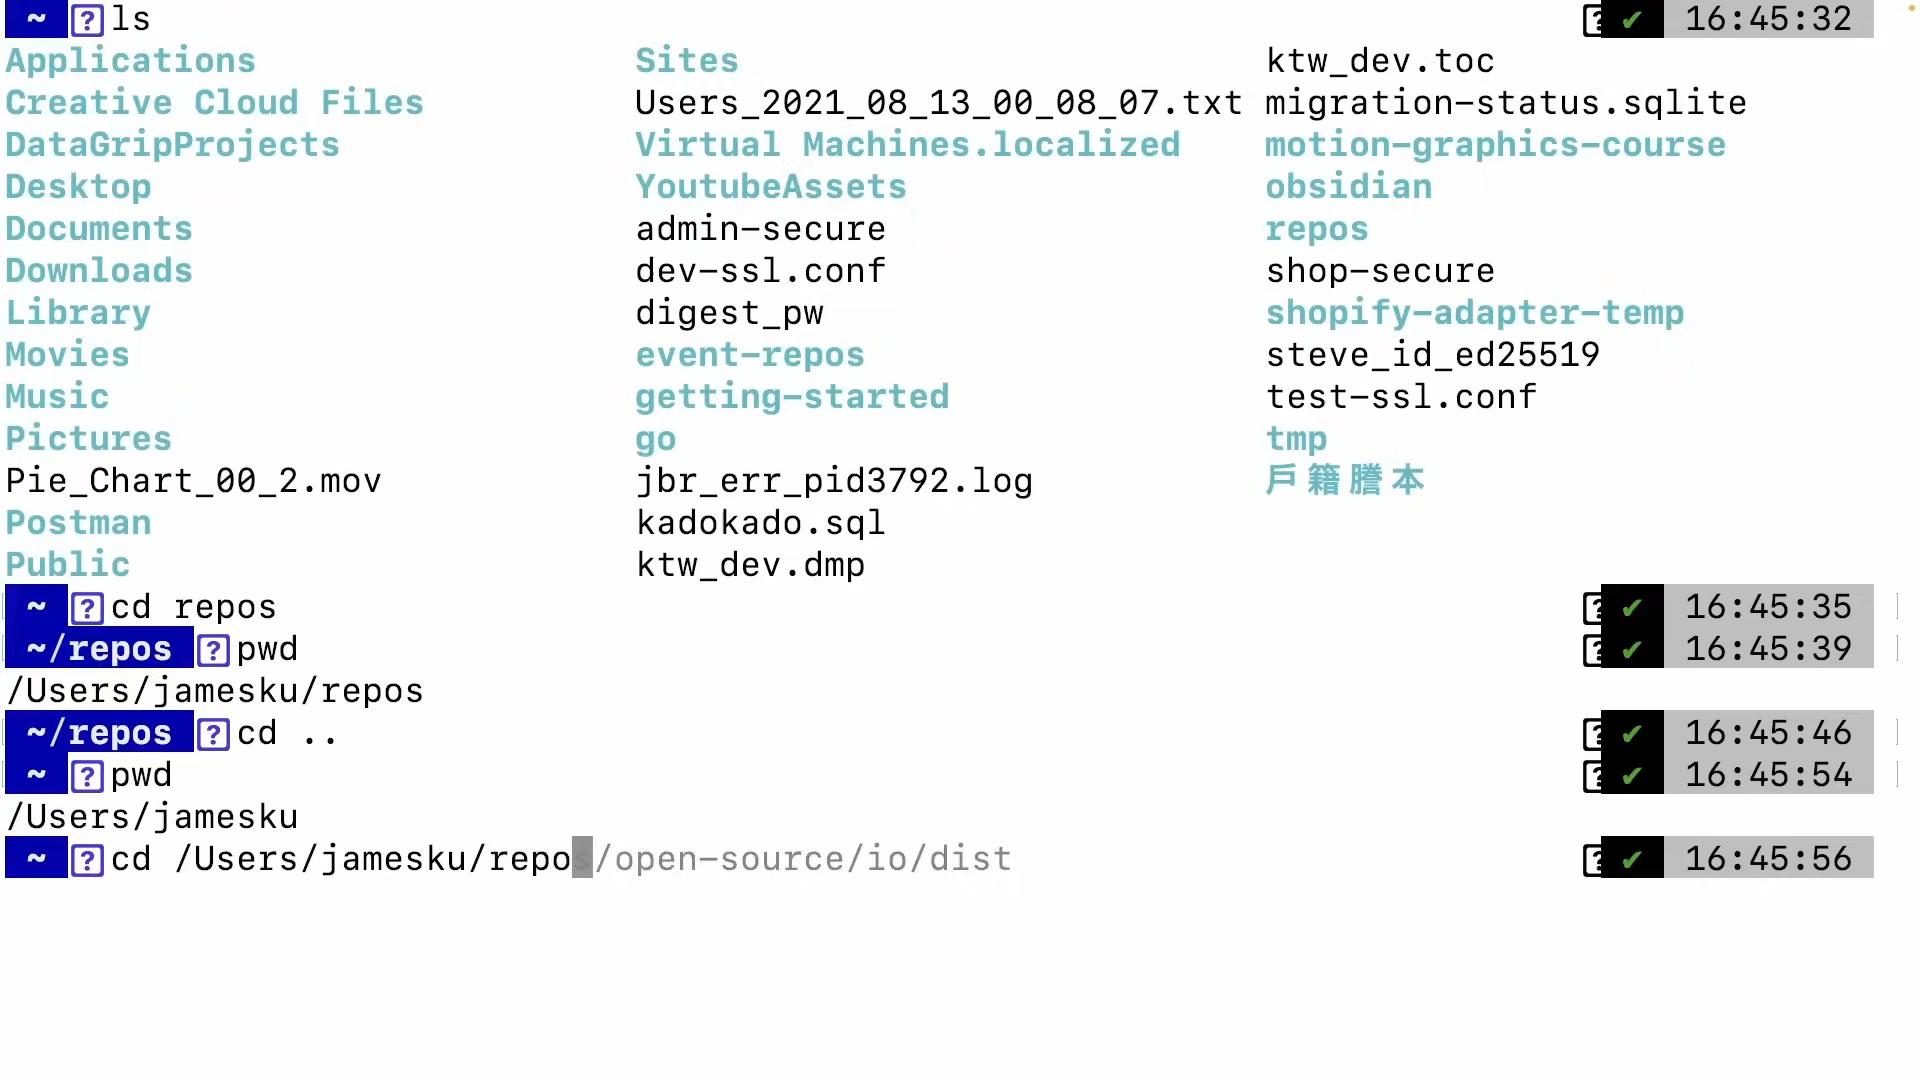 ~ ls ✔ 16:45:32
Applications Sites ktw_dev.toc
Creative Cloud Files Users_2021_08_13_00_08_07.txt migration-status.sqlite
DataGripProjects Virtual Machines.localized motion-graphics-course
Desktop YoutubeAssets obsidian
Documents admin-secure repos
Downloads dev-ssl.conf shop-secure
Library digest_pw shopify-adapter-temp
Movies event-repos steve_id_ed25519
Music getting-started test-ssl.conf
Pictures go tmp
Pie_Chart_00_2.mov jbr_err_pid3792.log 戶籍謄本
Postman kadokado.sql
Public ktw_dev.dmp
~ ? cd repos ✔ 16:45:35
~/repos ? pwd ✔ 16:45:39
/Users/jamesku/repos
~/repos ? cd .. ✔ 16:45:46
~ ? pwd ✔ 16:45:54
/Users/jamesku
~ ? cd /Users/jamesku/repos/open-source/io/dist ✔ 16:45:56